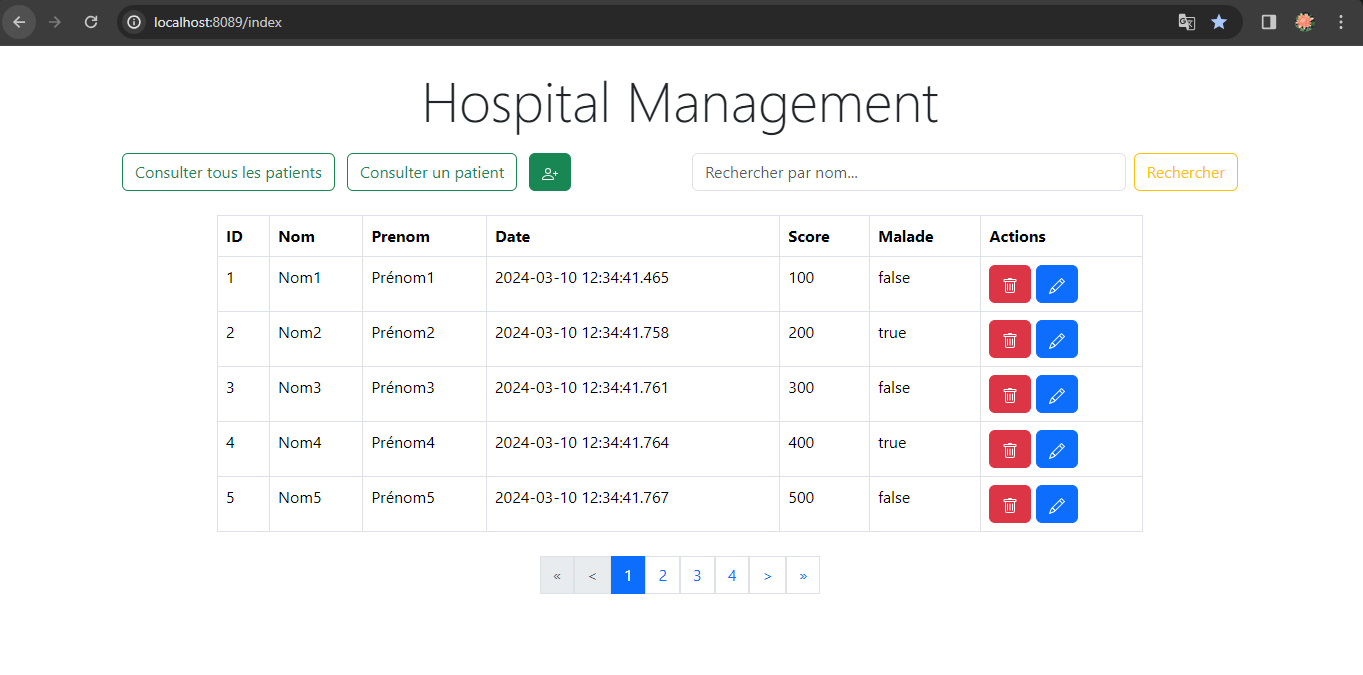 localhost:8089/index
Hospital Management
Consulter tous les patients Consulter un patient Rechercher par nom... Rechercher
ID Nom Prenom Date Score Malade Actions
1 Nom1 Prénom1 2024-03-10 12:34:41.465 100 false
2 Nom2 Prénom2 2024-03-10 12:34:41.758 200 true
3 Nom3 Prénom3 2024-03-10 12:34:41.761 300 false
4 Nom4 Prénom4 2024-03-10 12:34:41.764 400 true
5 Nom5 Prénom5 2024-03-10 12:34:41.767 500 false
« < 1 2 3 4 > »